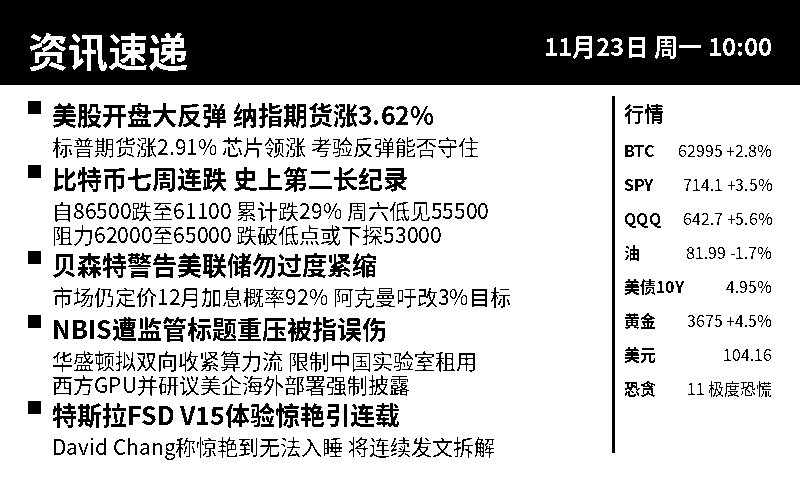 资讯速递
11月23日 周一 10:00
美股开盘大反弹 纳指期货涨3.62%
标普期货涨2.91% 芯片领涨 考验反弹能否守住
比特币七周连跌 史上第二长纪录
自86500跌至61100 累计跌29% 周六低见55500
阻力62000至65000 跌破低点或下探53000
贝森特警告美联储勿过度紧缩
市场仍定价12月加息概率92% 阿克曼吁改3%目标
NBIS遭监管标题重压被指误伤
华盛顿拟双向收紧算力流 限制中国实验室租用
西方GPU并研议美企海外部署强制披露
特斯拉FSD V15体验惊艳引连载
David Chang称惊艳到无法入睡 将连续发文拆解
行情
BTC 62995 +2.8%
SPY 714.1 +3.5%
QQQ 642.7 +5.6%
油 81.99 -1.7%
美债10Y 4.95%
黄金 3675 +4.5%
美元 104.16
恐贪 11 极度恐慌